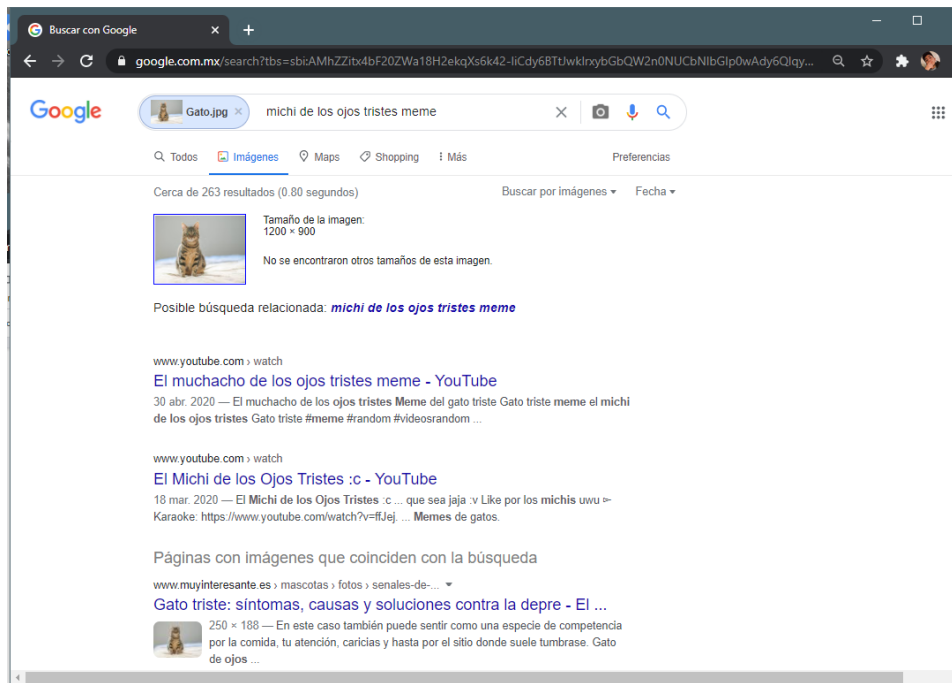 Buscar con Google
google.com.mx/search?tbs=sbi:AMhZZitx4bF20ZWa18H2ekqXs6k42-IiCdy6BTtJwkIrxybGbQW2n0NUCbNlbGIp0wAdy6QIqy...
Google
Gato.jpg
michi de los ojos tristes meme
Todos
Imágenes
Maps
Shopping
Más
Preferencias
Cerca de 263 resultados (0.80 segundos)
Buscar por imágenes
Fecha
Tamaño de la imagen:
1200 × 900
No se encontraron otros tamaños de esta imagen.
Posible búsqueda relacionada: michi de los ojos tristes meme
www.youtube.com › watch
El muchacho de los ojos tristes meme - YouTube
30 abr. 2020 — El muchacho de los ojos tristes Meme del gato triste Gato triste meme el michi
de los ojos tristes Gato triste #meme #random #videosrandom ...
www.youtube.com › watch
El Michi de los Ojos Tristes :c - YouTube
18 mar. 2020 — El Michi de los Ojos Tristes :c ... que sea jaja :v Like por los michis uwu ▻
Karaoke: https://www.youtube.com/watch?v=ffJej. ... Memes de gatos.
Páginas con imágenes que coinciden con la búsqueda
www.muyinteresante.es › mascotas › fotos › senales-de-...
Gato triste: síntomas, causas y soluciones contra la depre - El ...
250 × 188 — En este caso también puede sentir como una especie de competencia
por la comida, tu atención, caricias y hasta por el sitio donde suele tumbrase. Gato
de ojos ...